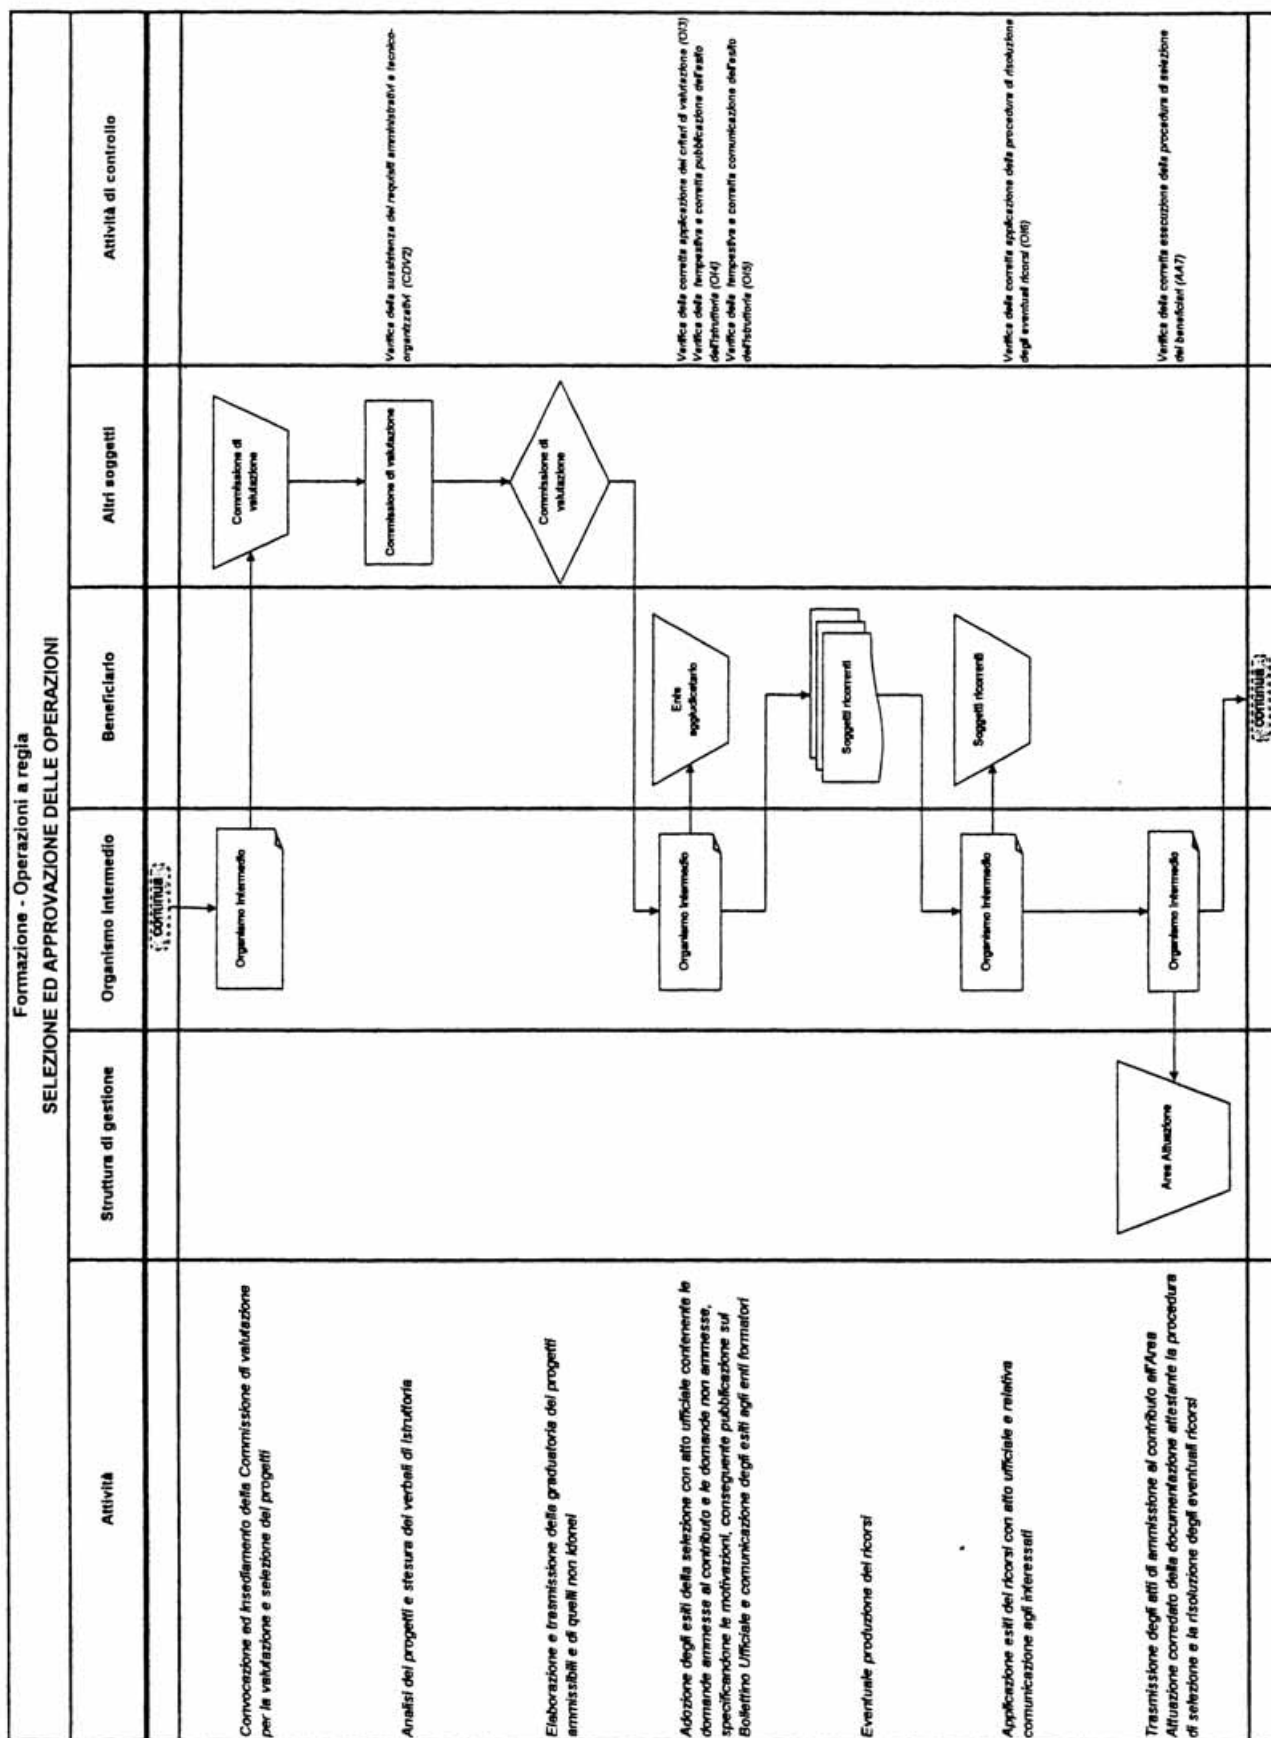 Formazione - Operazioni a regia
SELEZIONE ED APPROVAZIONE DELLE OPERAZIONI
Attività
Struttura di gestione
Organismo Intermedio
Beneficiario
Altri soggetti
Attività di controllo
continua
Convocazione ed insediamento della Commissione di valutazione
per la valutazione e selezione dei progetti
Organismo Intermedio
Commissione di
valutazione
Analisi dei progetti e stesura dei verbali di istruttoria
Commissione di valutazione
Verifica della sussistenza dei requisiti amministrativi e tecnico-
organizzativi (CDV2)
Elaborazione e trasmissione della graduatoria dei progetti
ammissibili e di quelli non idonei
Commissione di
valutazione
Adozione degli esiti della selezione con atto ufficiale contenente le
domande ammesse al contributo e le domande non ammesse,
specificandone le motivazioni, conseguente pubblicazione sul
Bollettino Ufficiale e comunicazione degli esiti agli enti formatori
Organismo Intermedio
Ente
aggiudicatario
Verifica della corretta applicazione dei criteri di valutazione (OI3)
Verifica della tempestiva e corretta pubblicazione dell'esito
dell'istruttoria (OI4)
Verifica della tempestiva e corretta comunicazione dell'esito
dell'istruttoria (OI5)
Eventuale produzione dei ricorsi
Soggetti ricorrenti
Applicazione esiti dei ricorsi con atto ufficiale e relativa
comunicazione agli interessati
Organismo Intermedio
Soggetti ricorrenti
Verifica della corretta applicazione della procedura di risoluzione
degli eventuali ricorsi (OI6)
Trasmissione degli atti di ammissione al contributo all'Area
Attuazione corredato della documentazione attestante la procedura
di selezione e la risoluzione degli eventuali ricorsi
Area Attuazione
Organismo Intermedio
Verifica della corretta esecuzione della procedura di selezione
dei beneficiari (AA7)
continua